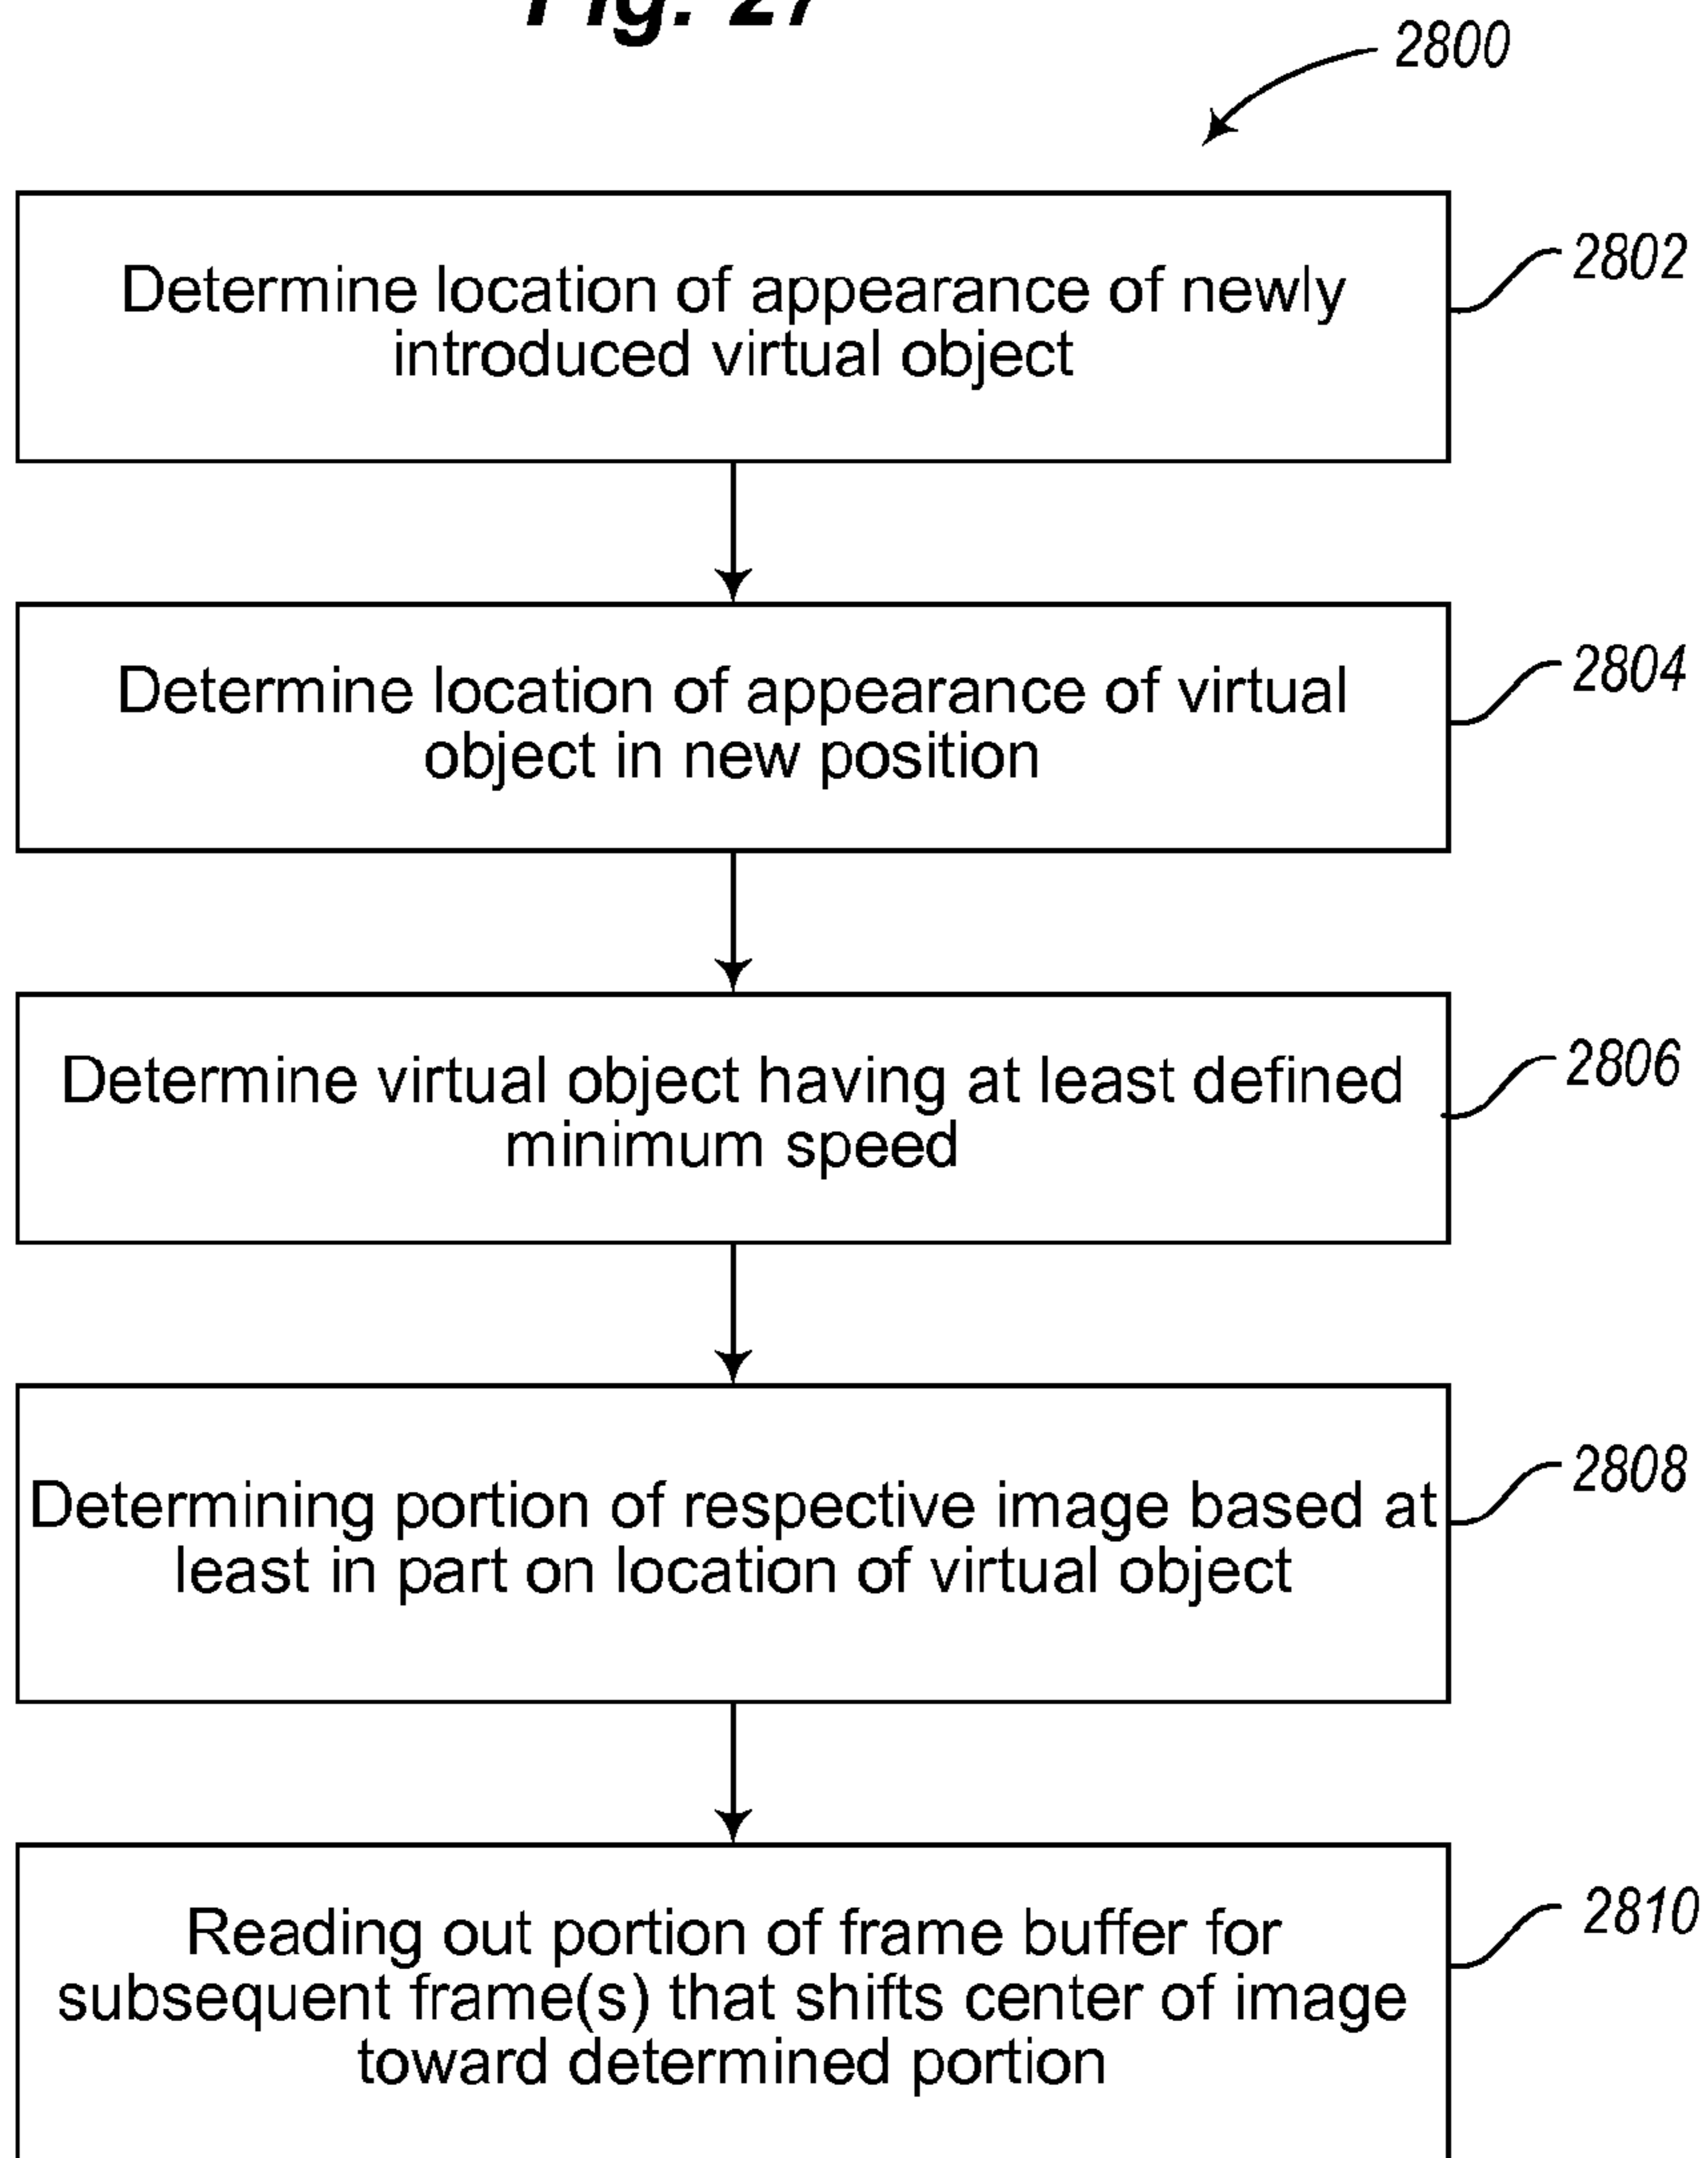 Fig. 27
2800
Determine location of appearance of newly
introduced virtual object
2802
Determine location of appearance of virtual
object in new position
2804
Determine virtual object having at least defined
minimum speed
2806
Determining portion of respective image based at
least in part on location of virtual object
2808
Reading out portion of frame buffer for
subsequent frame(s) that shifts center of image
toward determined portion
2810